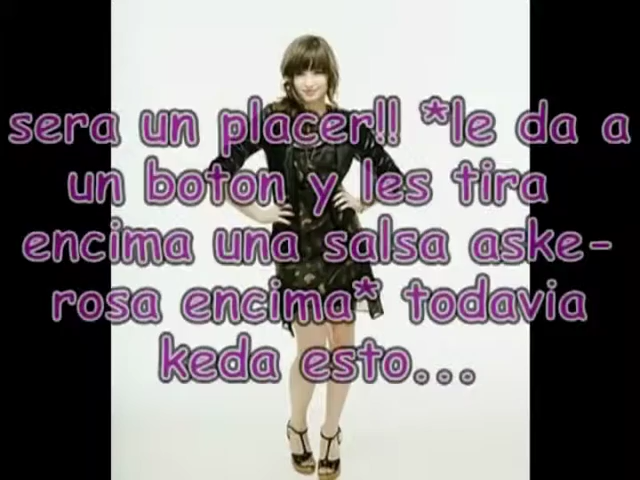 sera un placer!! *le da a
un boton y les tira
encima una salsa aske-
rosa encima* todavia
keda esto...